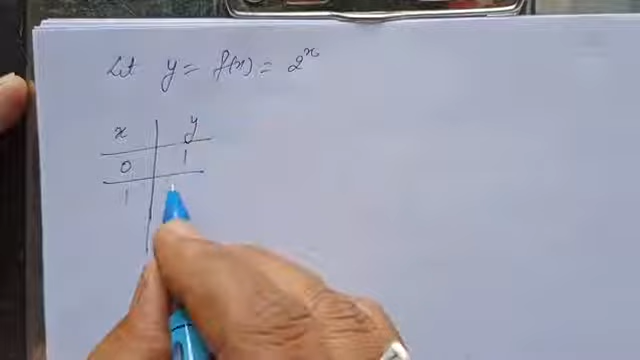 Let y = f(x) = 2^x
x y
0 1
1